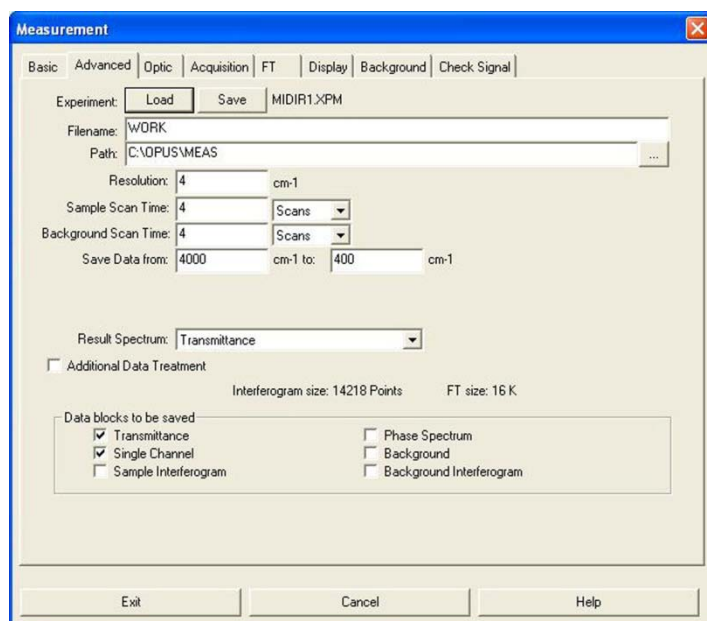 Measurement
Basic Advanced Optic Acquisition FT Display Background Check Signal
Experiment: Load Save MIDIR1.XPM
Filename: WORK
Path: C:\OPUS\MEAS ...
Resolution: 4 cm-1
Sample Scan Time: 4 Scans
Background Scan Time: 4 Scans
Save Data from: 4000 cm-1 to: 400 cm-1
Result Spectrum: Transmittance
Additional Data Treatment
Interferogram size: 14218 Points FT size: 16 K
Data blocks to be saved
Transmittance Phase Spectrum
Single Channel Background
Sample Interferogram Background Interferogram
Exit Cancel Help